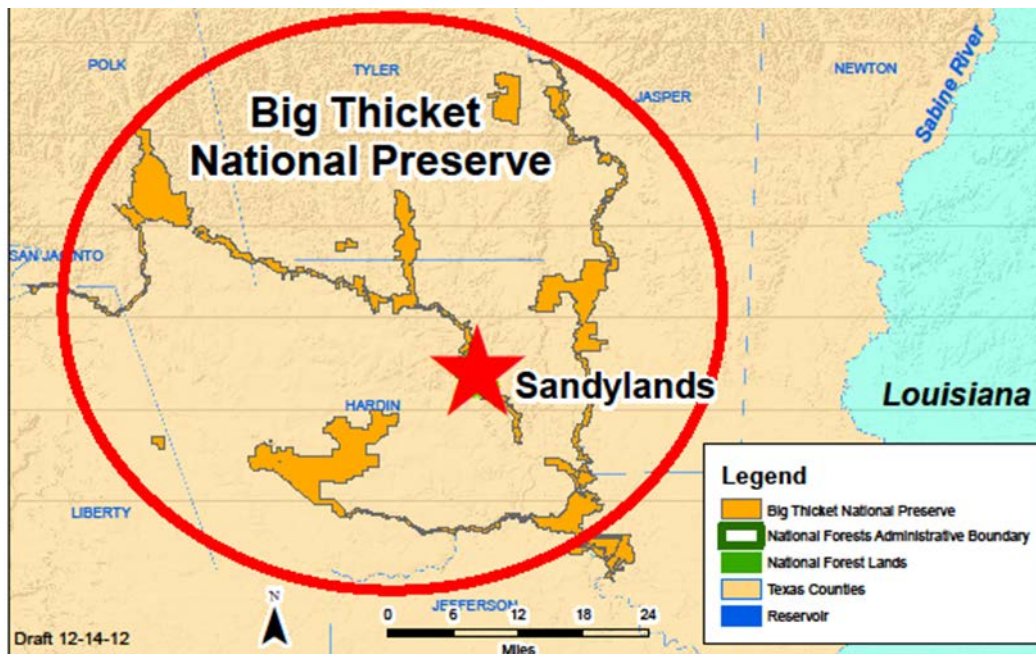 POLK
TYLER
NEWTON
JASPER
Big Thicket
National Preserve
Sabine River
SAN JACINTO
Sandylands
Louisiana
HARDIN
LIBERTY
JEFFERSON
N
0 6 12 18 24
Miles
Draft 12-14-12
Legend
Big Thicket National Preserve
National Forests Administrative Boundary
National Forest Lands
Texas Counties
Reservoir